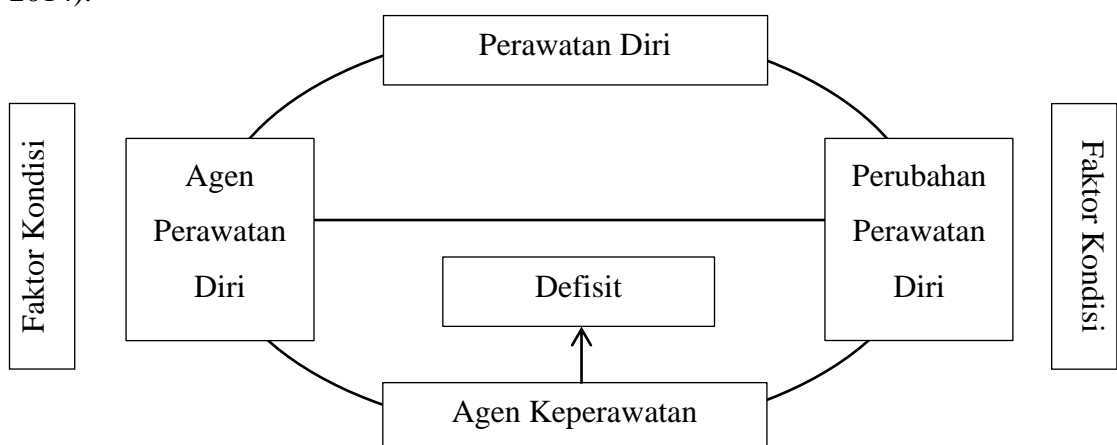 2014).
Perawatan Diri
Faktor Kondisi
Agen
Perawatan
Diri
Perubahan
Perawatan
Diri
Faktor Kondisi
Defisit
Agen Keperawatan